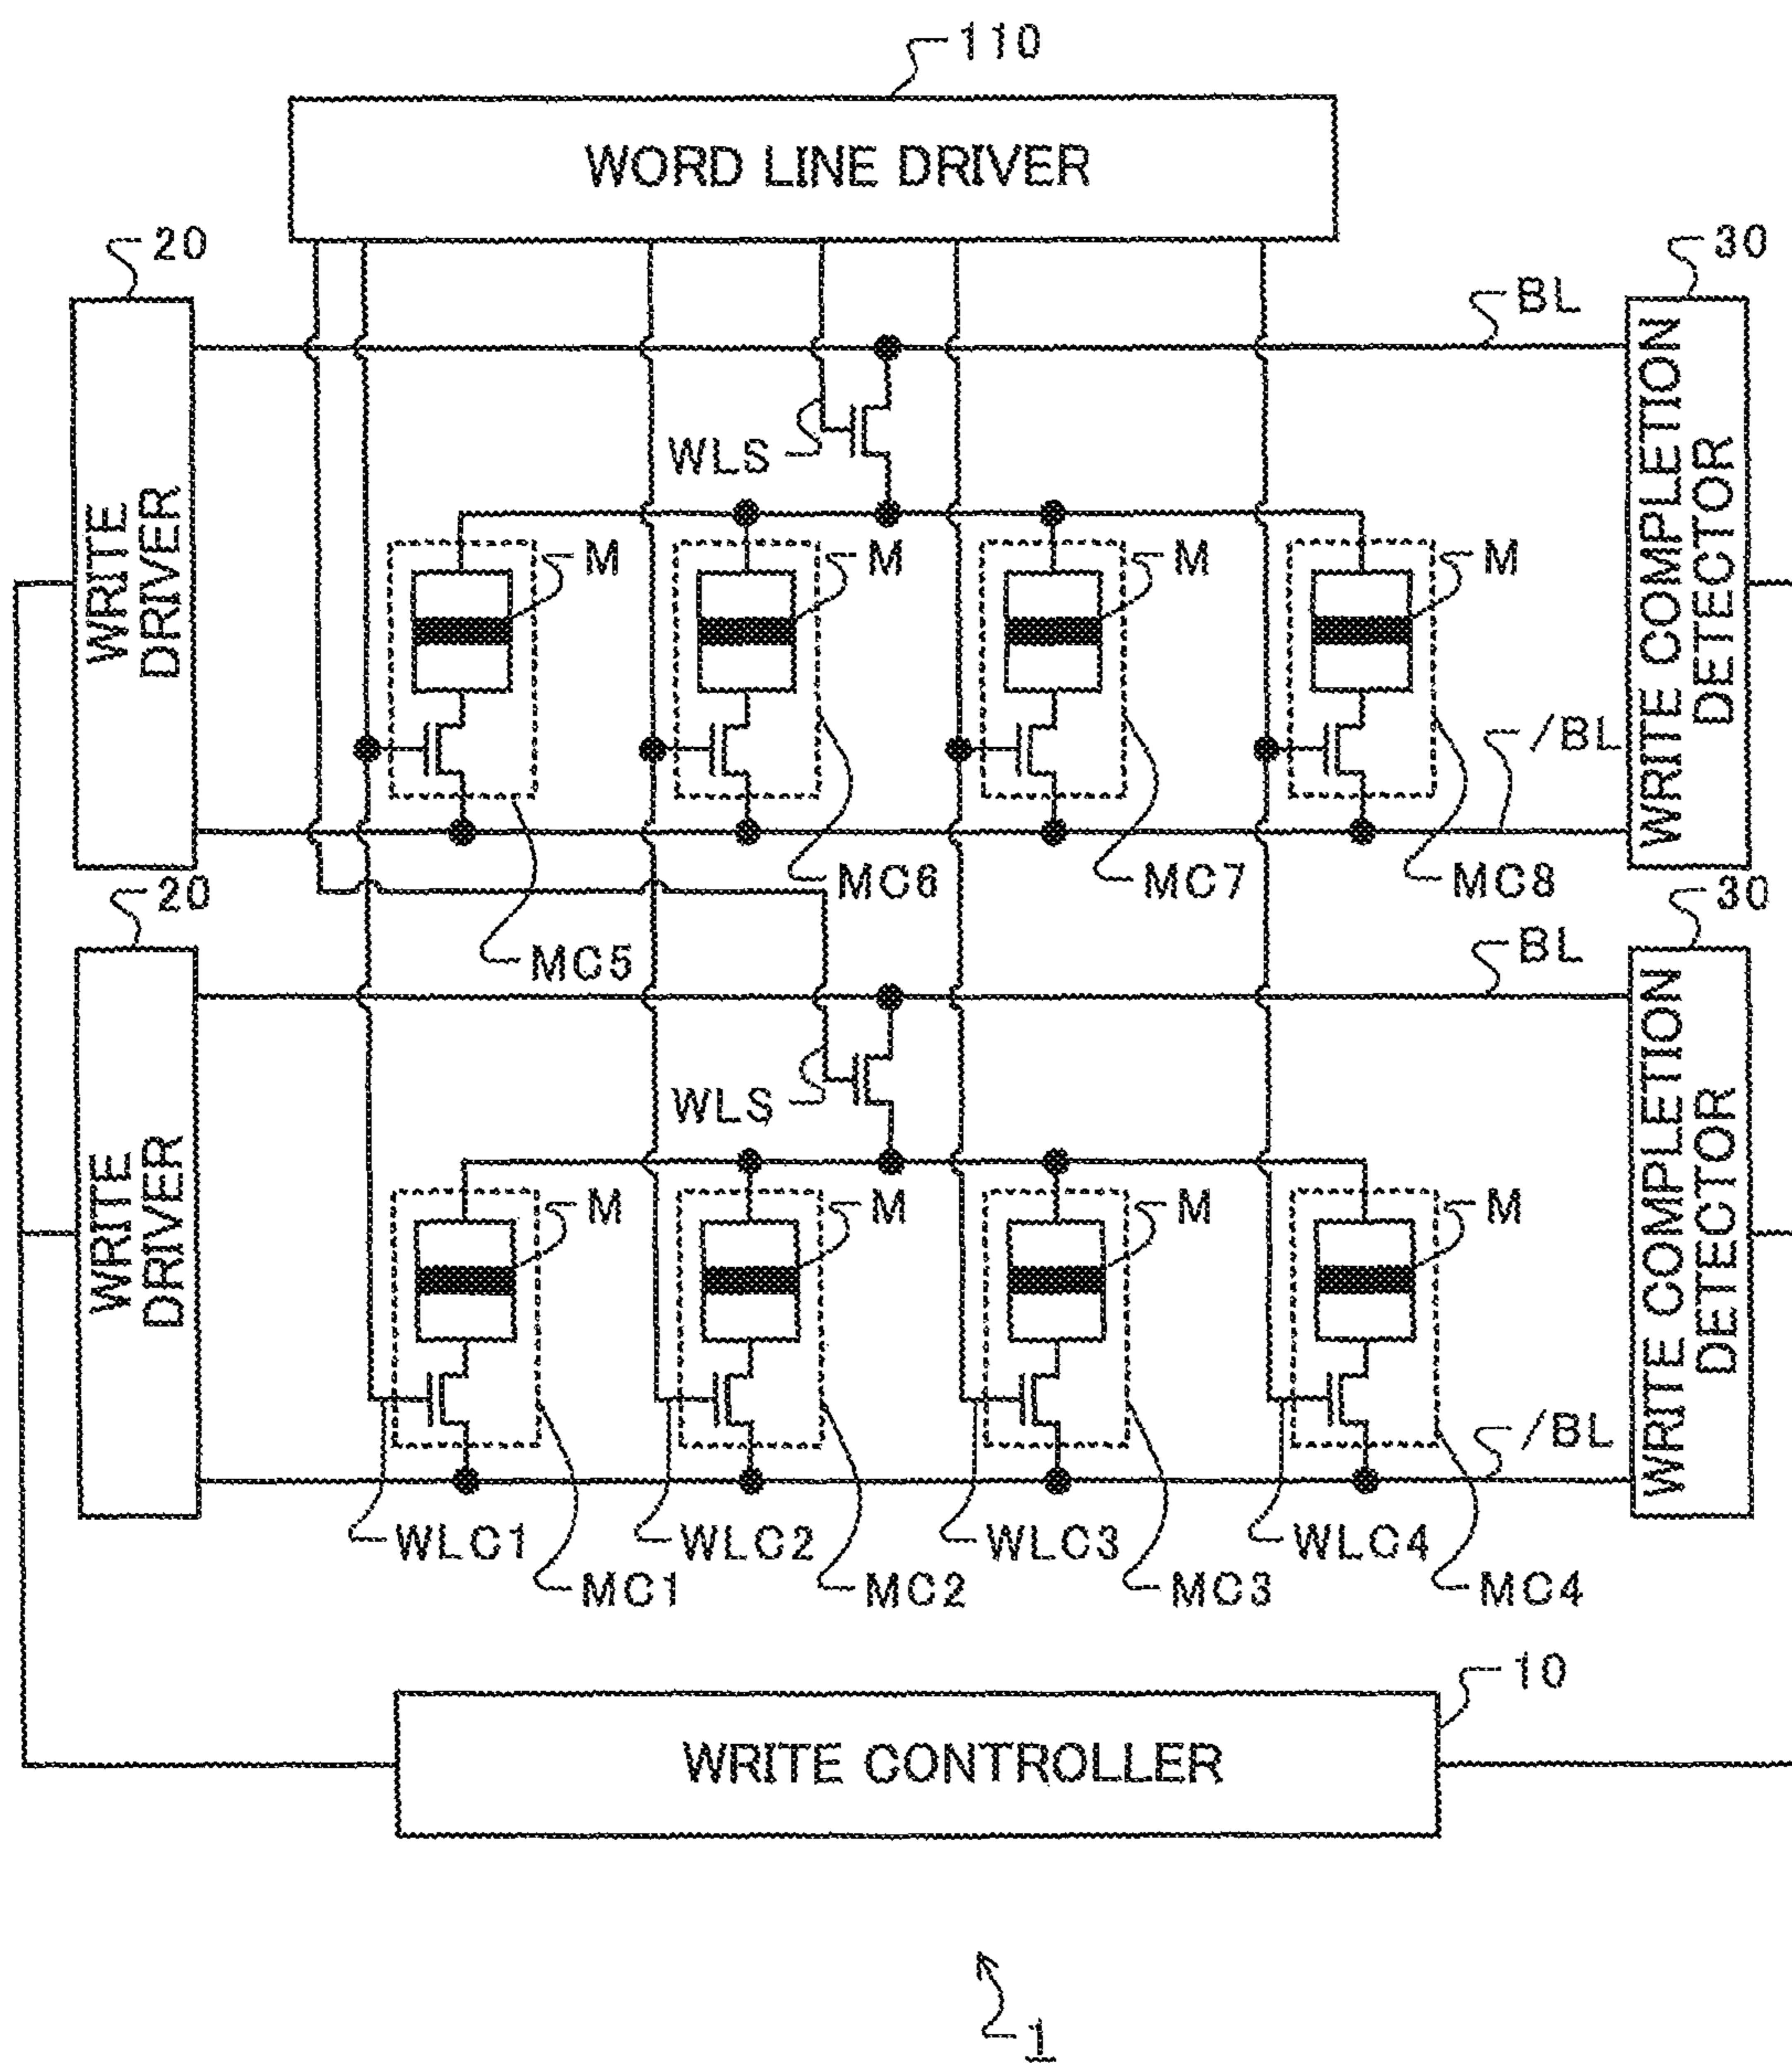 110
WORD LINE DRIVER
20
30
BL
WRITE
DRIVER
WRITE COMPLETION
DETECTOR
WLS
M
M
M
M
/BL
MC6
MC7
MC8
20
30
MC5
BL
WRITE
DRIVER
WRITE COMPLETION
DETECTOR
WLS
M
M
M
M
/BL
WLC1
WLC2
WLC3
WLC4
MC1
MC2
MC3
MC4
10
WRITE CONTROLLER
1